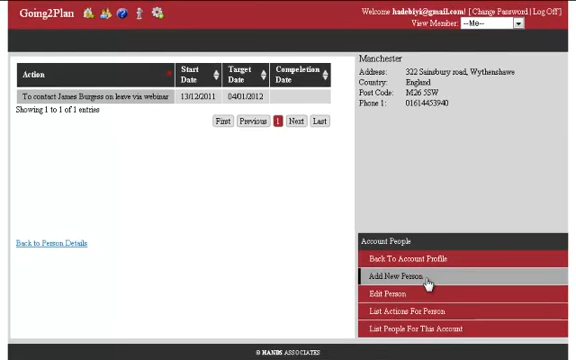 Going2Plan
Welcome hadebiyk@gmail.com! [ Change Password | Log Off ]
View Member: --Me--
Action
Start Date
Target Date
Competetion Date
To contact James Burgess on leave via webinar
13/12/2011
04/01/2012
Showing 1 to 1 of 1 entries
First Previous 1 Next Last
Back to Person Details
Manchester
Address: 322 Sainsbury road, Wythenshawe
Country: England
Post Code: M26 5SW
Phone 1: 01614453940
Account People
Back To Account Profile
Add New Person
Edit Person
List Actions For Person
List People For This Account
© HANBS ASSOCIATES